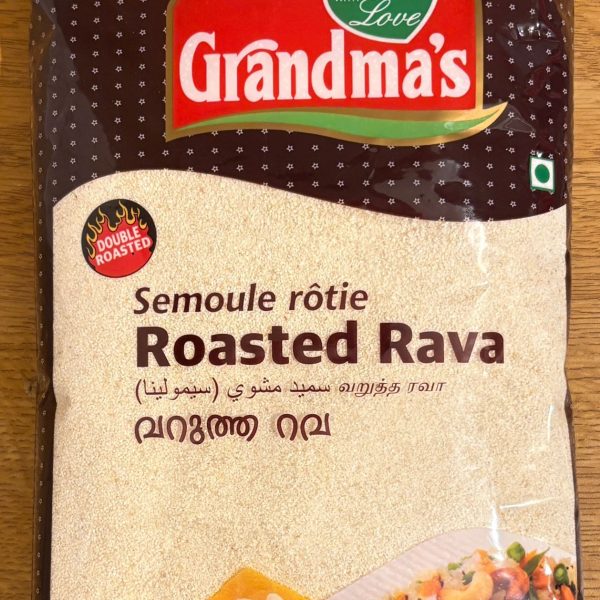 Love
Grandma's
DOUBLE
ROASTED
Semoule rôtie
Roasted Rava
سميد مشوي (سيمولينا) வறுத்த ரவா
വറുത്ത റവ